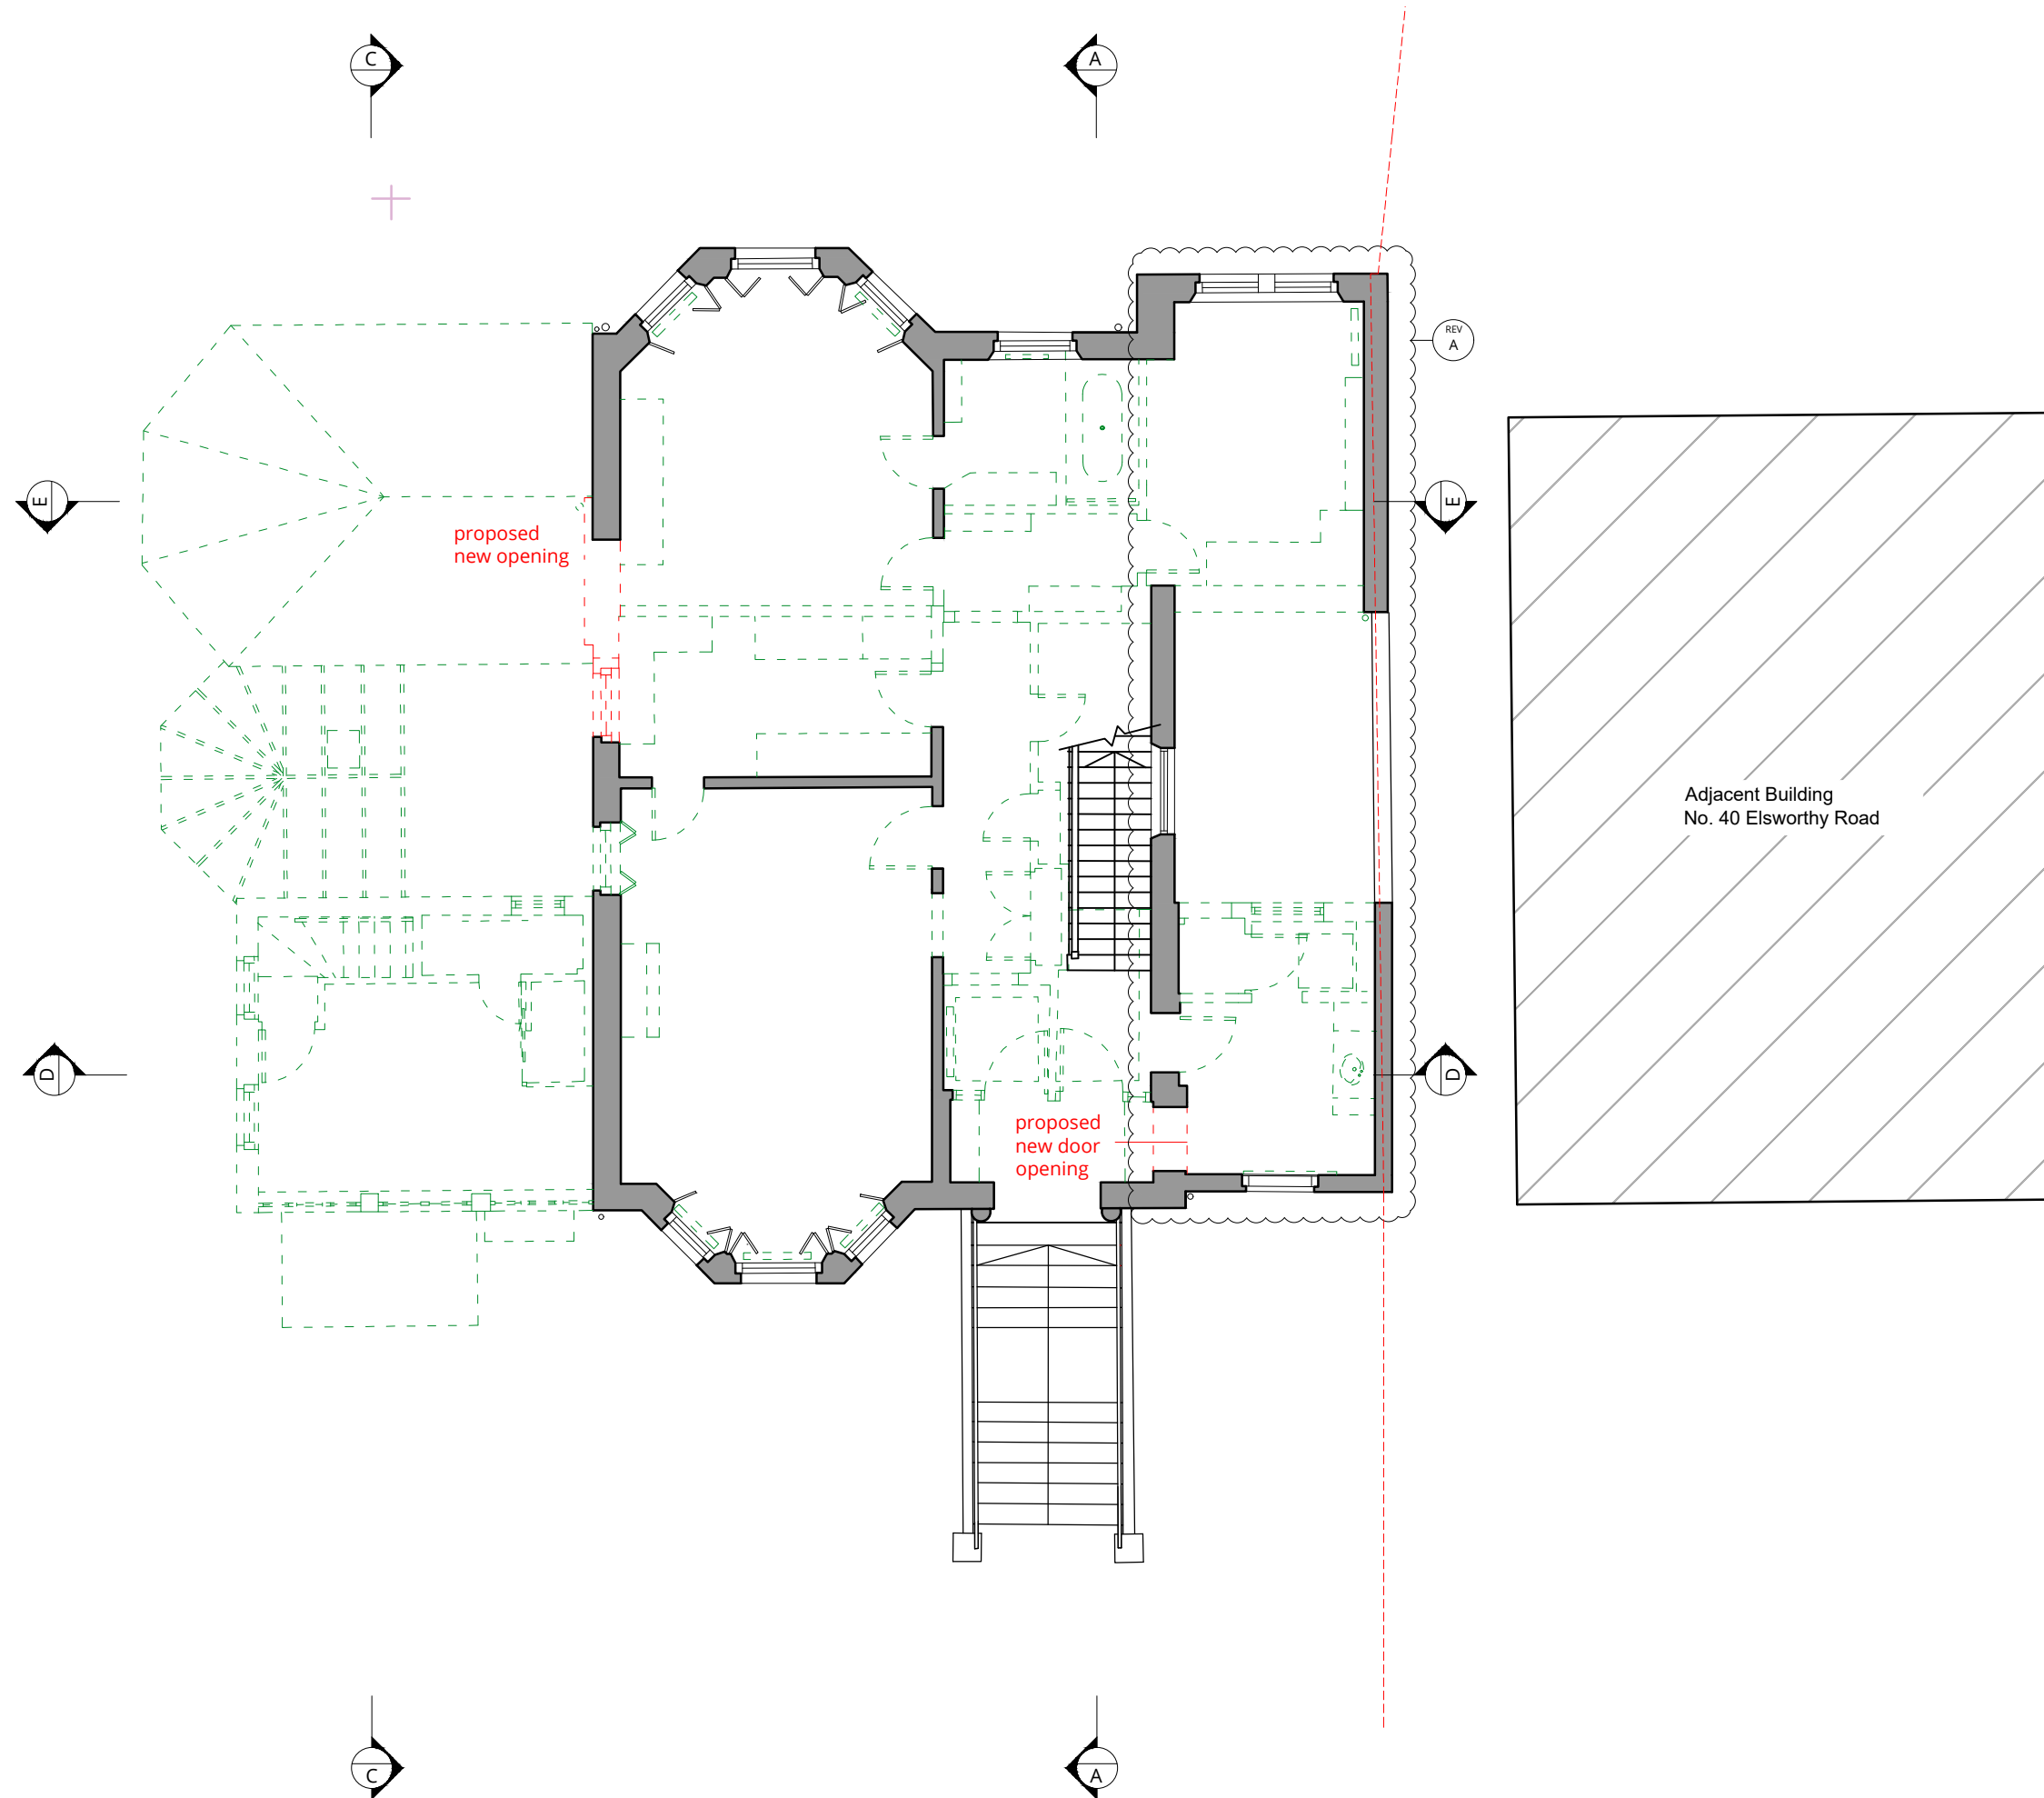 C
A
REV
A
E
proposed
new opening
E
Adjacent Building
No. 40 Elsworthy Road
D
D
proposed
new door
opening
C
A